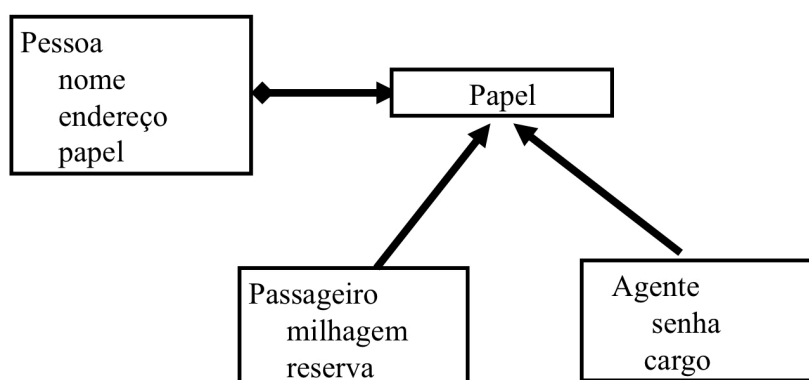 Pessoa
nome
endereço
papel
Papel
Passageiro
milhagem
reserva
Agente
senha
cargo